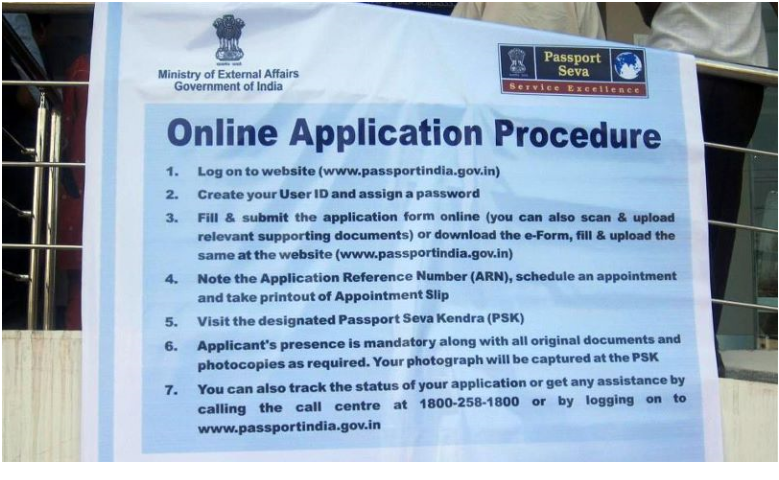 Ministry of External Affairs
Government of India
Passport
Seva
Service Excellence
Online Application Procedure
1. Log on to website (www.passportindia.gov.in)
2. Create your User ID and assign a password
3. Fill & submit the application form online (you can also scan & upload
relevant supporting documents) or download the e-Form, fill & upload the
same at the website (www.passportindia.gov.in)
4. Note the Application Reference Number (ARN), schedule an appointment
and take printout of Appointment Slip
5. Visit the designated Passport Seva Kendra (PSK)
6. Applicant's presence is mandatory along with all original documents and
photocopies as required. Your photograph will be captured at the PSK
7. You can also track the status of your application or get any assistance by
calling the call centre at 1800-258-1800 or by logging on to
www.passportindia.gov.in